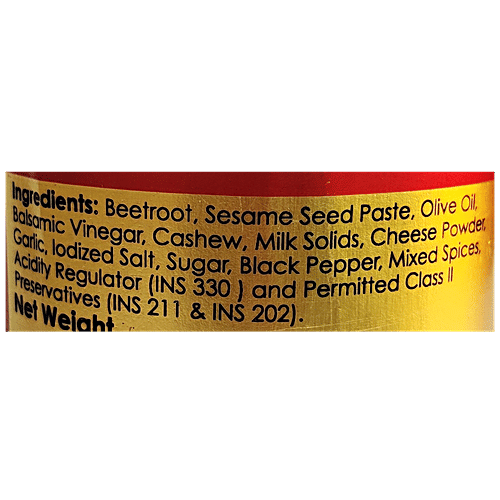 Ingredients: Beetroot, Sesame Seed Paste, Olive Oil,
Balsamic Vinegar, Cashew, Milk Solids, Cheese Powder,
Garlic, Iodized Salt, Sugar, Black Pepper, Mixed Spices,
Acidity Regulator (INS 330 ) and Permitted Class II
Preservatives (INS 211 & INS 202).
Net Weight